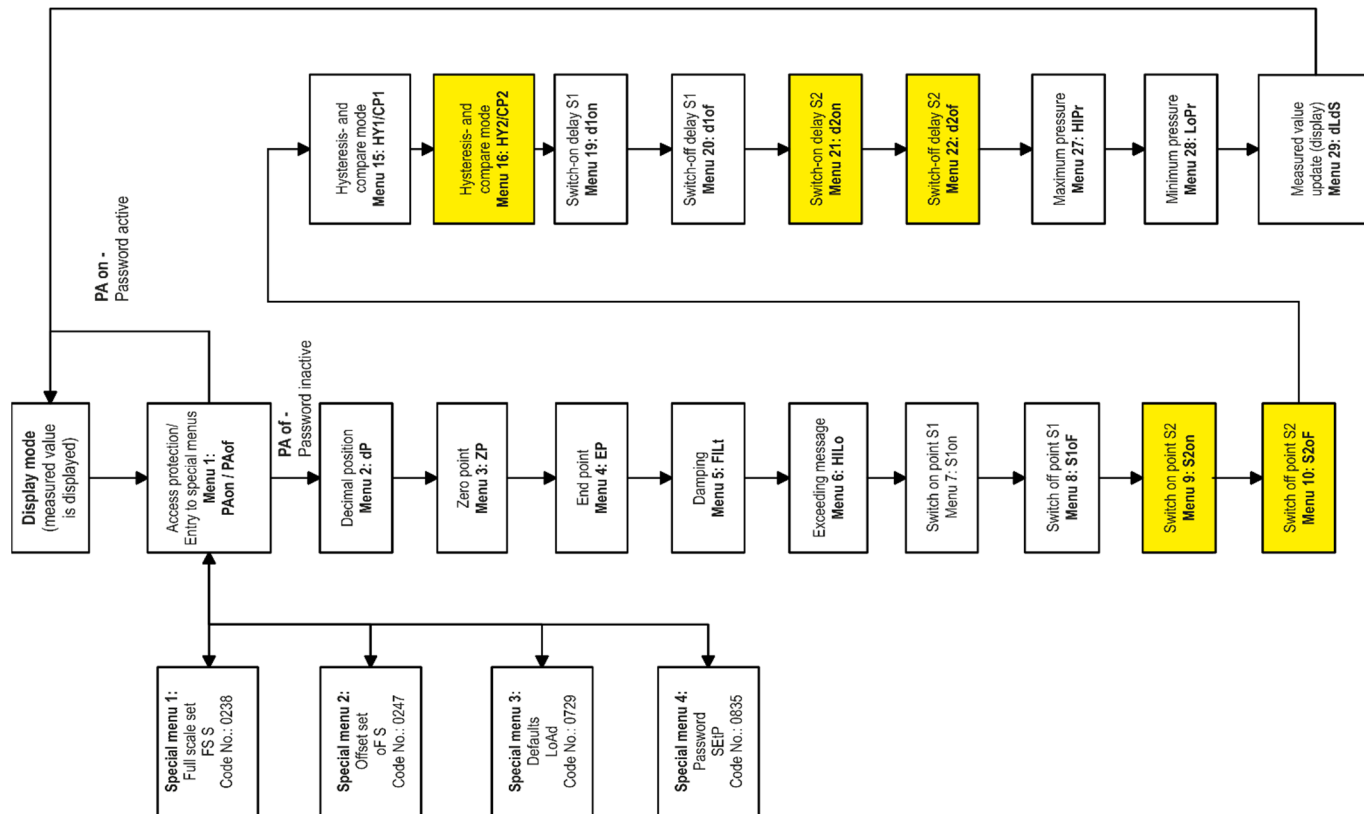 Display mode
(measured value
is displayed)
PA on -
Password active
Access protection/
Entry to special menus
Menu 1:
PAon / PAof
PA of -
Password inactive
Special menu 1:
Full scale set
FS S
Code No.: 0238
Special menu 2:
Offset set
oF S
Code No.: 0247
Special menu 3:
Defaults
LoAd
Code No.: 0729
Special menu 4:
Password
SEtP
Code No.: 0835
Decimal position
Menu 2: dP
Zero point
Menu 3: ZP
End point
Menu 4: EP
Damping
Menu 5: FILt
Exceeding message
Menu 6: HILo
Switch on point S1
Menu 7: S1on
Switch off point S1
Menu 8: S1oF
Switch on point S2
Menu 9: S2on
Switch off point S2
Menu 10: S2oF
Hysteresis- and
compare mode
Menu 15: HY1/CP1
Hysteresis- and
compare mode
Menu 16: HY2/CP2
Switch-on delay S1
Menu 19: d1on
Switch-off delay S1
Menu 20: d1of
Switch-on delay S2
Menu 21: d2on
Switch-off delay S2
Menu 22: d2of
Maximum pressure
Menu 27: HIPr
Minimum pressure
Menu 28: LoPr
Measured value
update (display)
Menu 29: dLdS